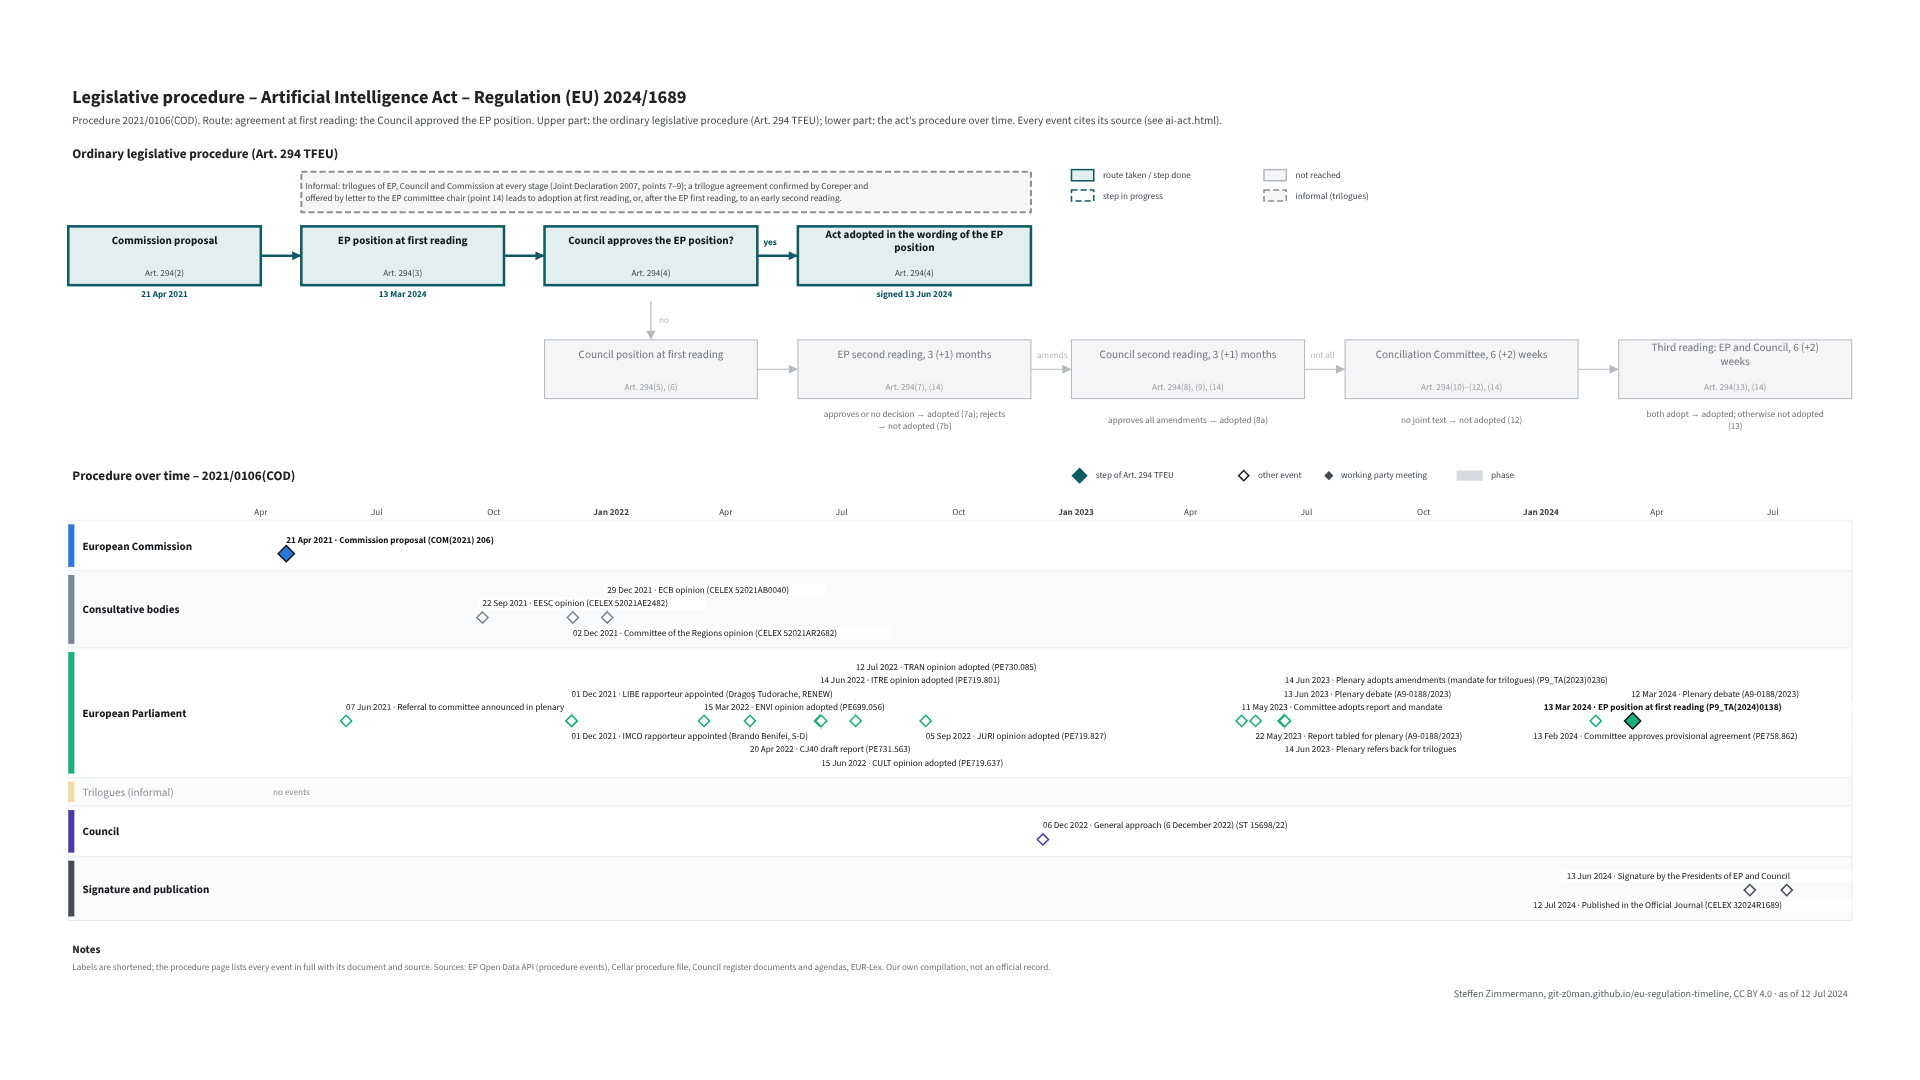 Legislative procedure – Artificial Intelligence Act – Regulation (EU) 2024/1689
Procedure 2021/0106(COD). Route: agreement at first reading: the Council approved the EP position. Upper part: the ordinary legislative procedure (Art. 294 TFEU); lower part: the act's procedure over time. Every event cites its source (see ai-act.html).
Ordinary legislative procedure (Art. 294 TFEU)
Informal: trilogues of EP, Council and Commission at every stage (Joint Declaration 2007, points 7–9); a trilogue agreement confirmed by Coreper and
offered by letter to the EP committee chair (point 14) leads to adoption at first reading, or, after the EP first reading, to an early second reading.
route taken / step done
not reached
step in progress
informal (trilogues)
Commission proposal
Art. 294(2)
21 Apr 2021
EP position at first reading
Art. 294(3)
13 Mar 2024
Council approves the EP position?
Art. 294(4)
yes
Act adopted in the wording of the EP
position
Art. 294(4)
signed 13 Jun 2024
no
Council position at first reading
Art. 294(5), (6)
EP second reading, 3 (+1) months
Art. 294(7), (14)
approves or no decision → adopted (7a); rejects
→ not adopted (7b)
amends
Council second reading, 3 (+1) months
Art. 294(8), (9), (14)
approves all amendments → adopted (8a)
not all
Conciliation Committee, 6 (+2) weeks
Art. 294(10)–(12), (14)
no joint text → not adopted (12)
Third reading: EP and Council, 6 (+2)
weeks
Art. 294(13), (14)
both adopt → adopted; otherwise not adopted
(13)
Procedure over time – 2021/0106(COD)
step of Art. 294 TFEU
other event
working party meeting
phase
Apr
Jul
Oct
Jan 2022
Apr
Jul
Oct
Jan 2023
Apr
Jul
Oct
Jan 2024
Apr
Jul
European Commission
21 Apr 2021 · Commission proposal (COM(2021) 206)
Consultative bodies
29 Dec 2021 · ECB opinion (CELEX 52021AB0040)
22 Sep 2021 · EESC opinion (CELEX 52021AE2482)
02 Dec 2021 · Committee of the Regions opinion (CELEX 52021AR2682)
European Parliament
12 Jul 2022 · TRAN opinion adopted (PE730.085)
14 Jun 2022 · ITRE opinion adopted (PE719.801)
14 Jun 2023 · Plenary adopts amendments (mandate for trilogues) (P9_TA(2023)0236)
01 Dec 2021 · LIBE rapporteur appointed (Dragoş Tudorache, RENEW)
13 Jun 2023 · Plenary debate (A9-0188/2023)
12 Mar 2024 · Plenary debate (A9-0188/2023)
07 Jun 2021 · Referral to committee announced in plenary
15 Mar 2022 · ENVI opinion adopted (PE699.056)
11 May 2023 · Committee adopts report and mandate
13 Mar 2024 · EP position at first reading (P9_TA(2024)0138)
01 Dec 2021 · IMCO rapporteur appointed (Brando Benifei, S-D)
05 Sep 2022 · JURI opinion adopted (PE719.827)
22 May 2023 · Report tabled for plenary (A9-0188/2023)
13 Feb 2024 · Committee approves provisional agreement (PE758.862)
20 Apr 2022 · CJ40 draft report (PE731.563)
14 Jun 2023 · Plenary refers back for trilogues
15 Jun 2022 · CULT opinion adopted (PE719.637)
Trilogues (informal)
no events
Council
06 Dec 2022 · General approach (6 December 2022) (ST 15698/22)
Signature and publication
13 Jun 2024 · Signature by the Presidents of EP and Council
12 Jul 2024 · Published in the Official Journal (CELEX 32024R1689)
Notes
Labels are shortened; the procedure page lists every event in full with its document and source. Sources: EP Open Data API (procedure events), Cellar procedure file, Council register documents and agendas, EUR-Lex. Our own compilation, not an official record.
Steffen Zimmermann, git-z0man.github.io/eu-regulation-timeline, CC BY 4.0 · as of 12 Jul 2024